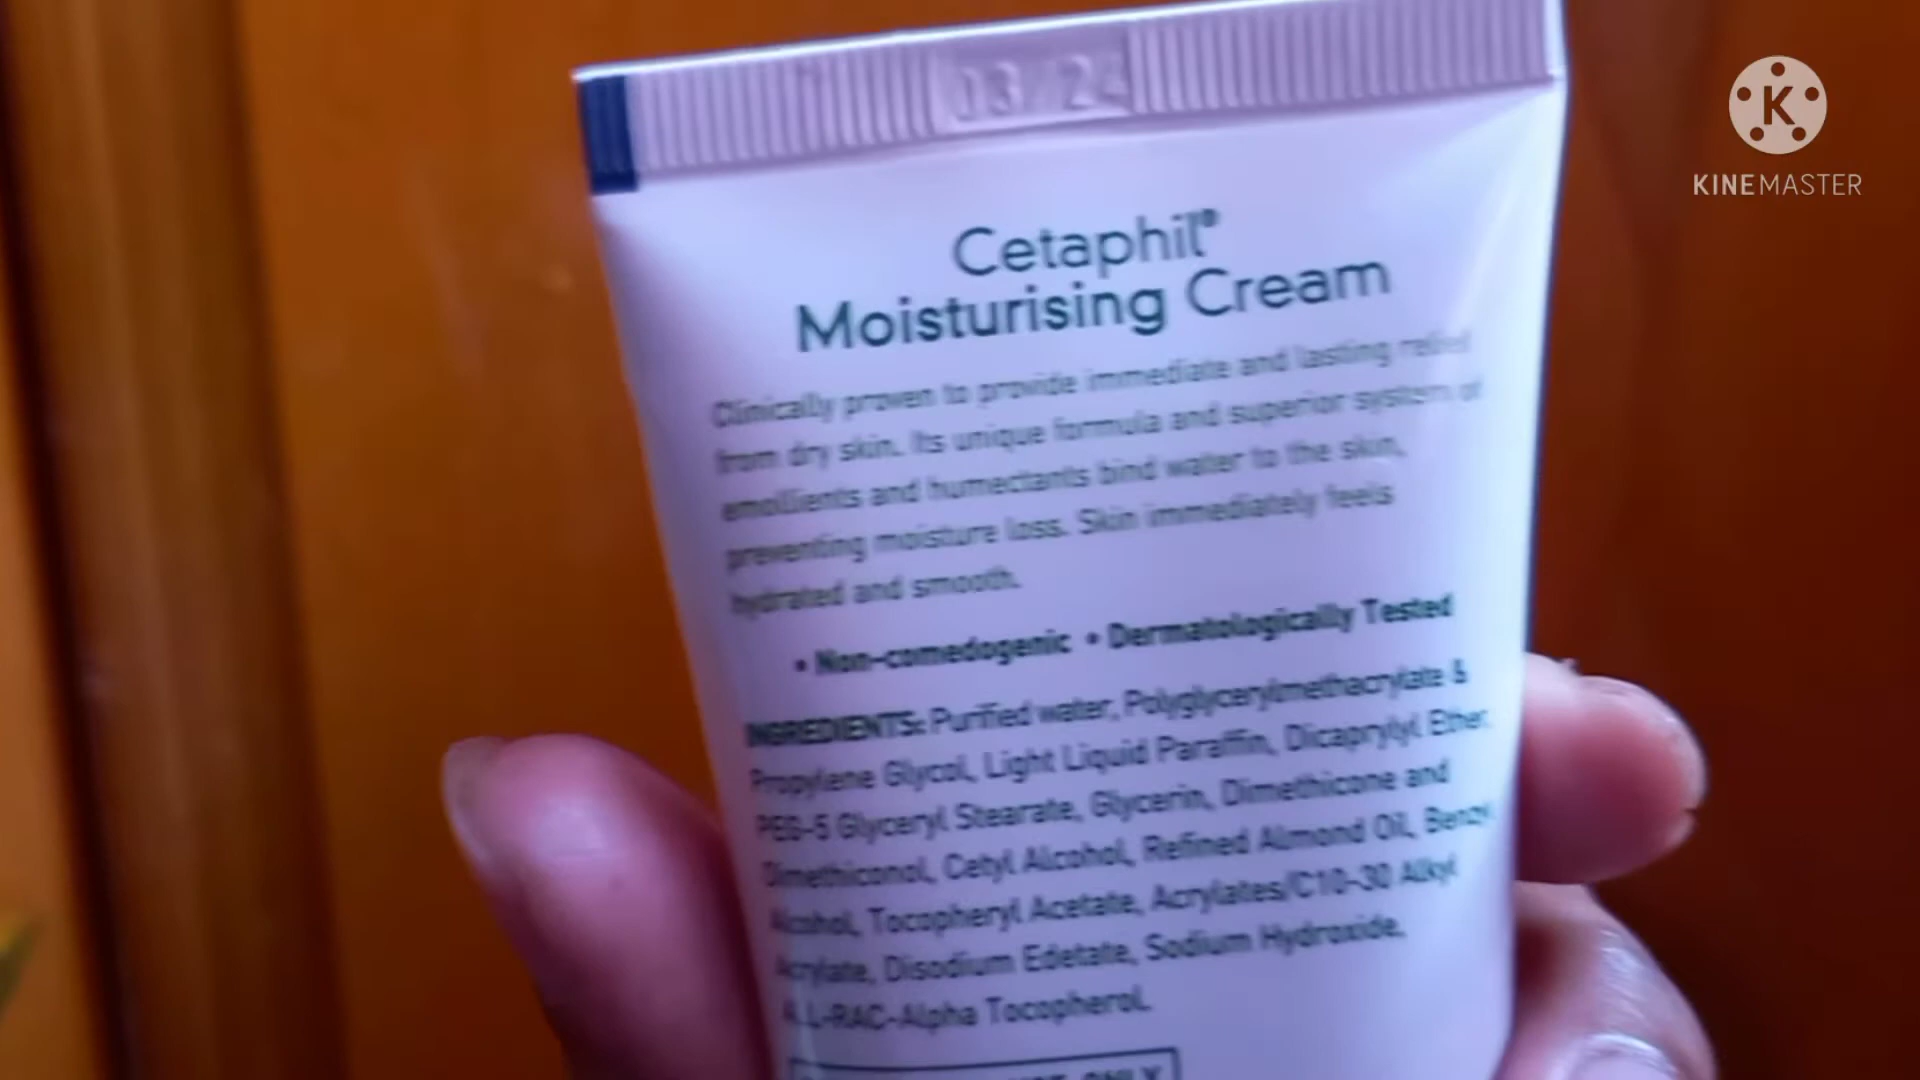 03/24
Cetaphil®
Moisturising Cream
Clinically proven to provide immediate and lasting relief
from dry skin. Its unique formula and superior system of
emollients and humectants bind water to the skin,
preventing moisture loss. Skin immediately feels
hydrated and smooth.
• Non-comedogenic • Dermatologically Tested
INGREDIENTS: Purified water, Polyglycerylmethacrylate &
Propylene Glycol, Light Liquid Paraffin, Dicaprylyl Ether,
PEG-5 Glyceryl Stearate, Glycerin, Dimethicone and
Dimethiconol, Cetyl Alcohol, Refined Almond Oil, Benzyl
Alcohol, Tocopheryl Acetate, Acrylates/C10-30 Alkyl
Acrylate, Disodium Edetate, Sodium Hydroxide,
ALL-RAC-Alpha Tocopherol.
ONLY
K
KINEMASTER